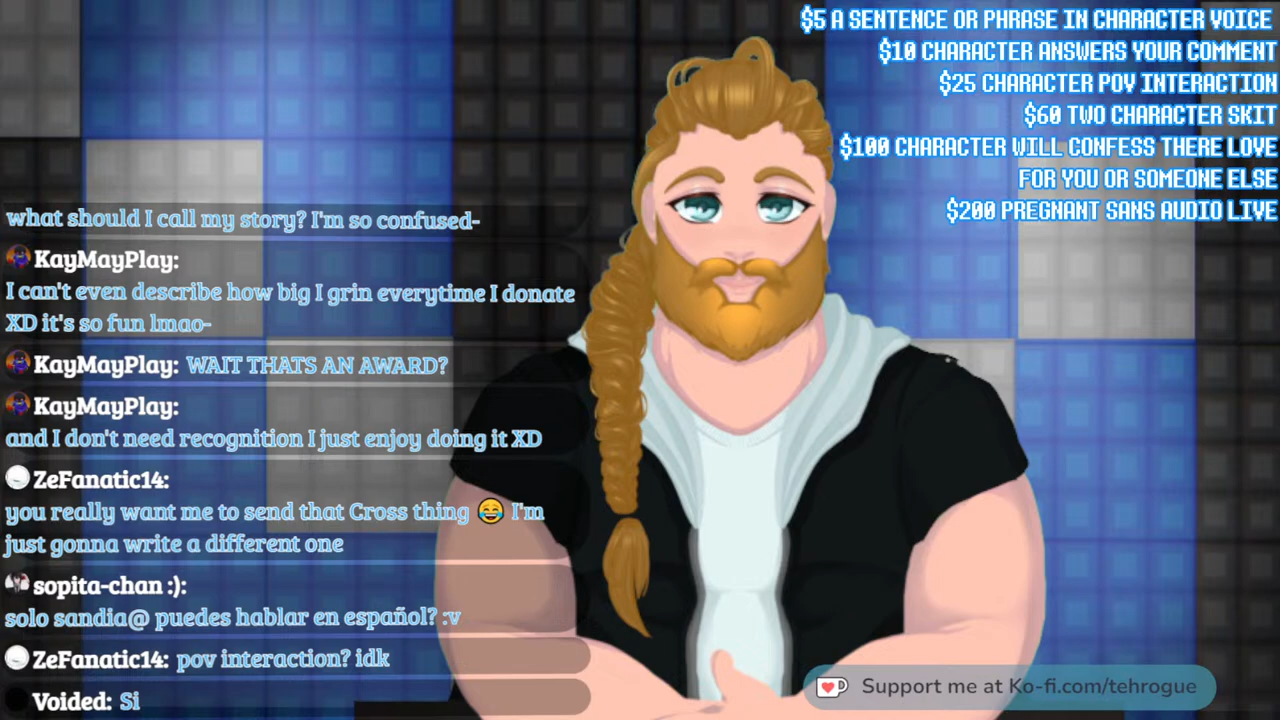 $5 A SENTENCE OR PHRASE IN CHARACTER VOICE
$10 CHARACTER ANSWERS YOUR COMMENT
$25 CHARACTER POV INTERACTION
$60 TWO CHARACTER SKIT
$100 CHARACTER WILL CONFESS THERE LOVE
FOR YOU OR SOMEONE ELSE
$200 PREGNANT SANS AUDIO LIVE
what should I call my story? I'm so confused-
KayMayPlay:
I can't even describe how big I grin everytime I donate
XD it's so fun lmao-
KayMayPlay: WAIT THATS AN AWARD?
KayMayPlay:
and I don't need recognition I just enjoy doing it XD
ZeFanatic14:
you really want me to send that Cross thing 😂 I'm
just gonna write a different one
sopita-chan :):
solo sandia@ puedes hablar en español? :v
ZeFanatic14: pov interaction? idk
Voided: Si
Support me at Ko-fi.com/tehrogue